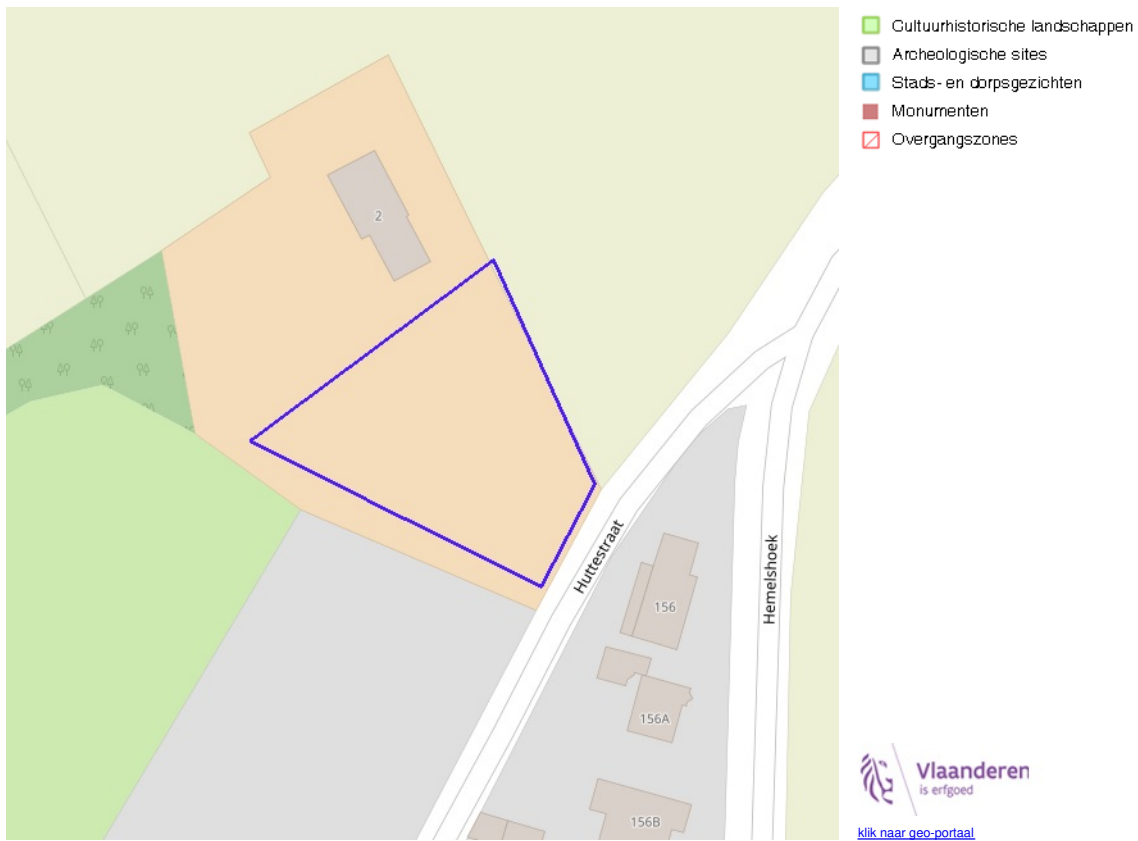 Cultuurhistorische landschappen
Archeologische sites
Stads- en dorpsgezichten
Monumenten
Overgangszones
2
Huttestraat
Hemelshoek
156
156A
156B
Vlaanderen
is erfgoed
klik naar geo-portaal